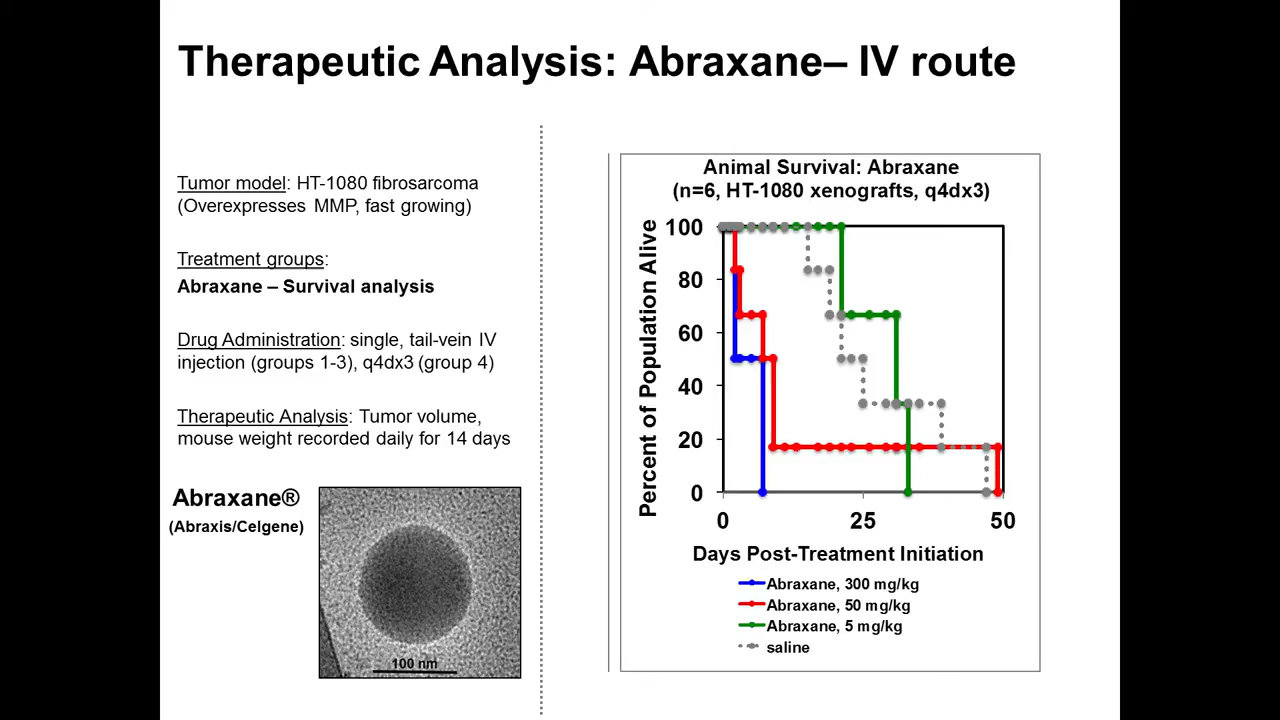 Therapeutic Analysis: Abraxane– IV route
Tumor model: HT-1080 fibrosarcoma
(Overexpresses MMP, fast growing)
Treatment groups:
Abraxane – Survival analysis
Drug Administration: single, tail-vein IV
injection (groups 1-3), q4dx3 (group 4)
Therapeutic Analysis: Tumor volume,
mouse weight recorded daily for 14 days
Abraxane®
(Abraxis/Celgene)
100 nm
Animal Survival: Abraxane
(n=6, HT-1080 xenografts, q4dx3)
Percent of Population Alive
100
80
60
40
20
0
0 25 50
Days Post-Treatment Initiation
Abraxane, 300 mg/kg
Abraxane, 50 mg/kg
Abraxane, 5 mg/kg
saline